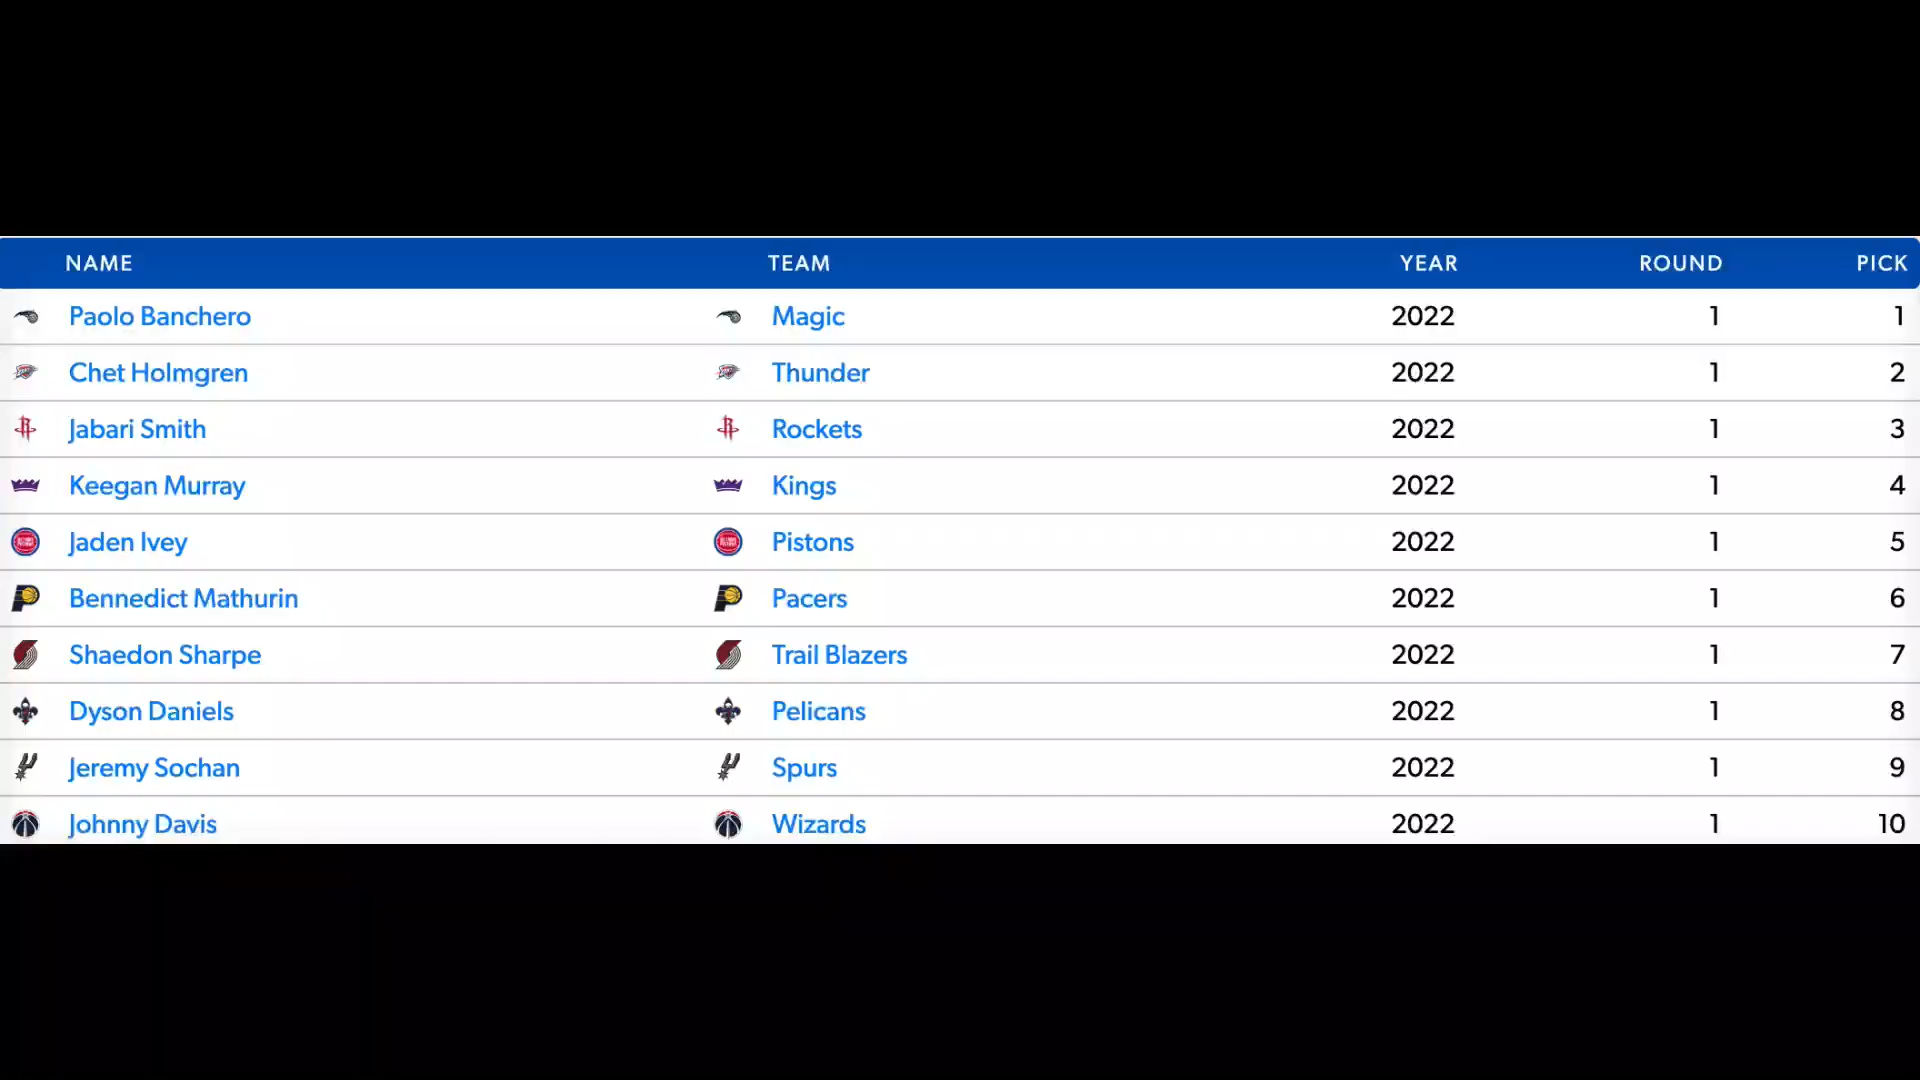 NAME TEAM YEAR ROUND PICK
Paolo Banchero Magic 2022 1 1
Chet Holmgren Thunder 2022 1 2
Jabari Smith Rockets 2022 1 3
Keegan Murray Kings 2022 1 4
Jaden Ivey Pistons 2022 1 5
Bennedict Mathurin Pacers 2022 1 6
Shaedon Sharpe Trail Blazers 2022 1 7
Dyson Daniels Pelicans 2022 1 8
Jeremy Sochan Spurs 2022 1 9
Johnny Davis Wizards 2022 1 10